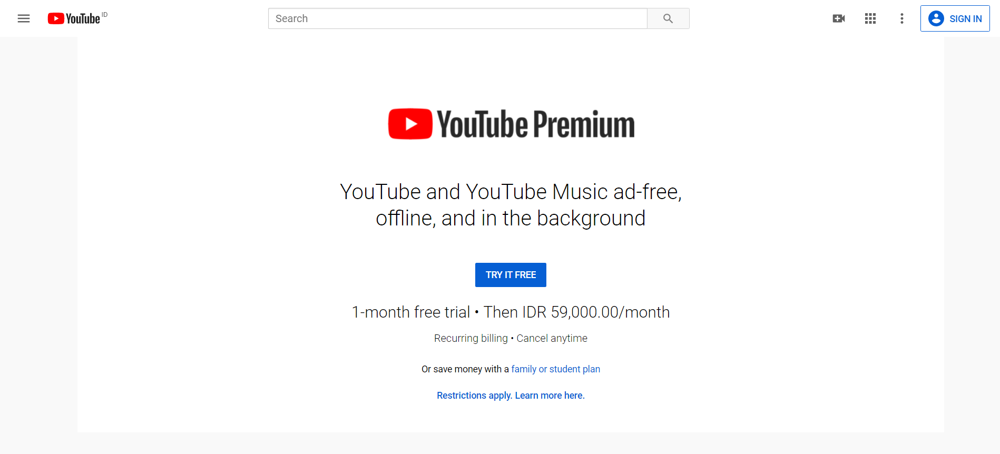 YouTube ID
Search
SIGN IN
YouTube Premium
YouTube and YouTube Music ad-free,
offline, and in the background
TRY IT FREE
1-month free trial • Then IDR 59,000.00/month
Recurring billing • Cancel anytime
Or save money with a family or student plan
Restrictions apply. Learn more here.